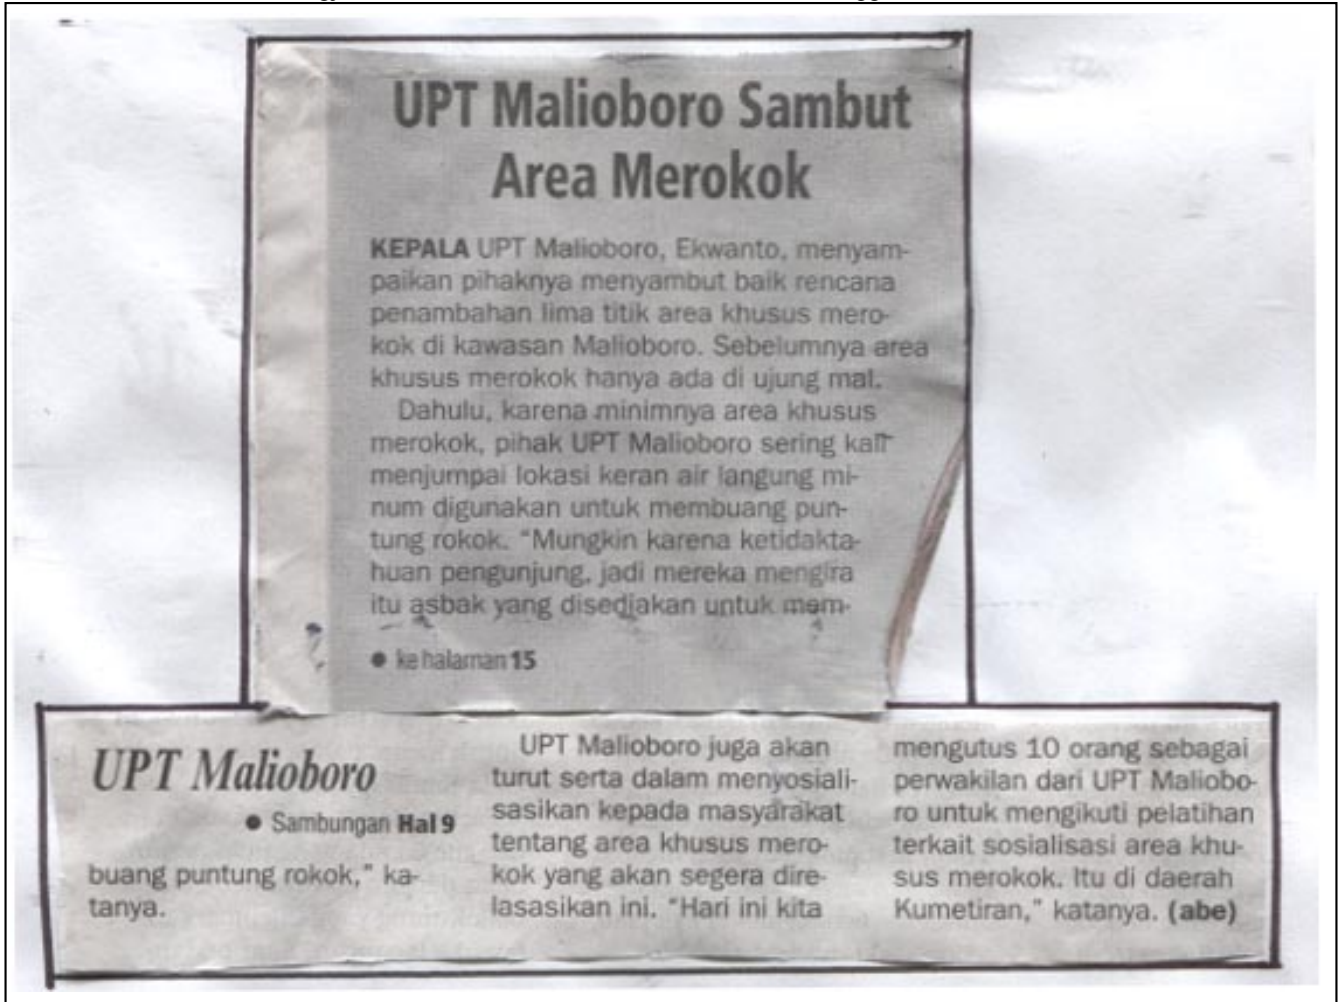 UPT Malioboro Sambut
Area Merokok
KEPALA UPT Malioboro, Ekwanto, menyam-
paikan pihaknya menyambut baik rencana
penambahan lima titik area khusus mero-
kok di kawasan Malioboro. Sebelumnya area
khusus merokok hanya ada di ujung mal.
Dahulu, karena minimnya area khusus
merokok, pihak UPT Malioboro sering kali
menjumpai lokasi keran air langung mi-
num digunakan untuk membuang pun-
tung rokok. "Mungkin karena ketidakta-
huan pengunjung, jadi mereka mengira
itu asbak yang disediakan untuk mem-
● ke halaman 15
UPT Malioboro
● Sambungan Hal 9
buang puntung rokok," ka-
tanya.
UPT Malioboro juga akan
turut serta dalam menyosiali-
sasikan kepada masyarakat
tentang area khusus mero-
kok yang akan segera dire-
lasasikan ini. "Hari ini kita
mengutus 10 orang sebagai
perwakilan dari UPT Maliobo-
ro untuk mengikuti pelatihan
terkait sosialisasi area khu-
sus merokok. Itu di daerah
Kumetiran," katanya. (abe)